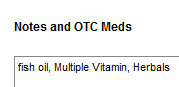 Notes and OTC Meds
fish oil, Multiple Vitamin, Herbals